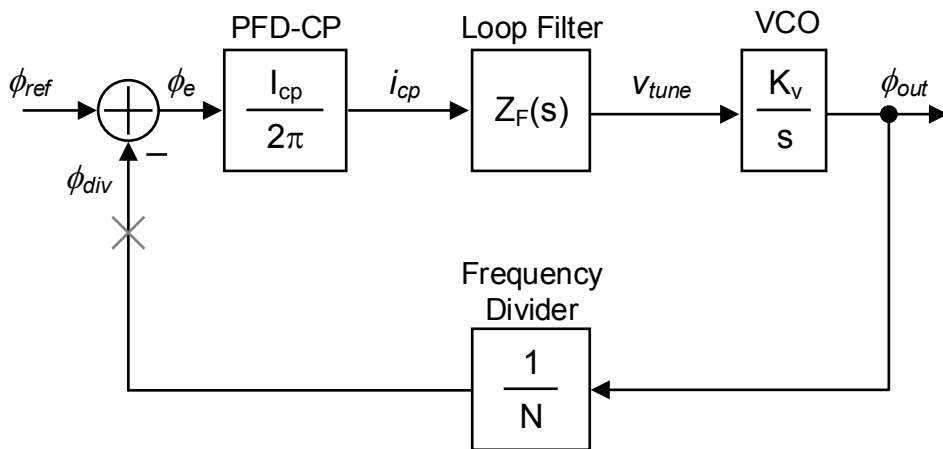 PFD-CP
Loop Filter
VCO
ϕref
ϕe
Icp
2π
icp
ZF(s)
vtune
Kv
s
ϕout
−
ϕdiv
Frequency
Divider
1
N